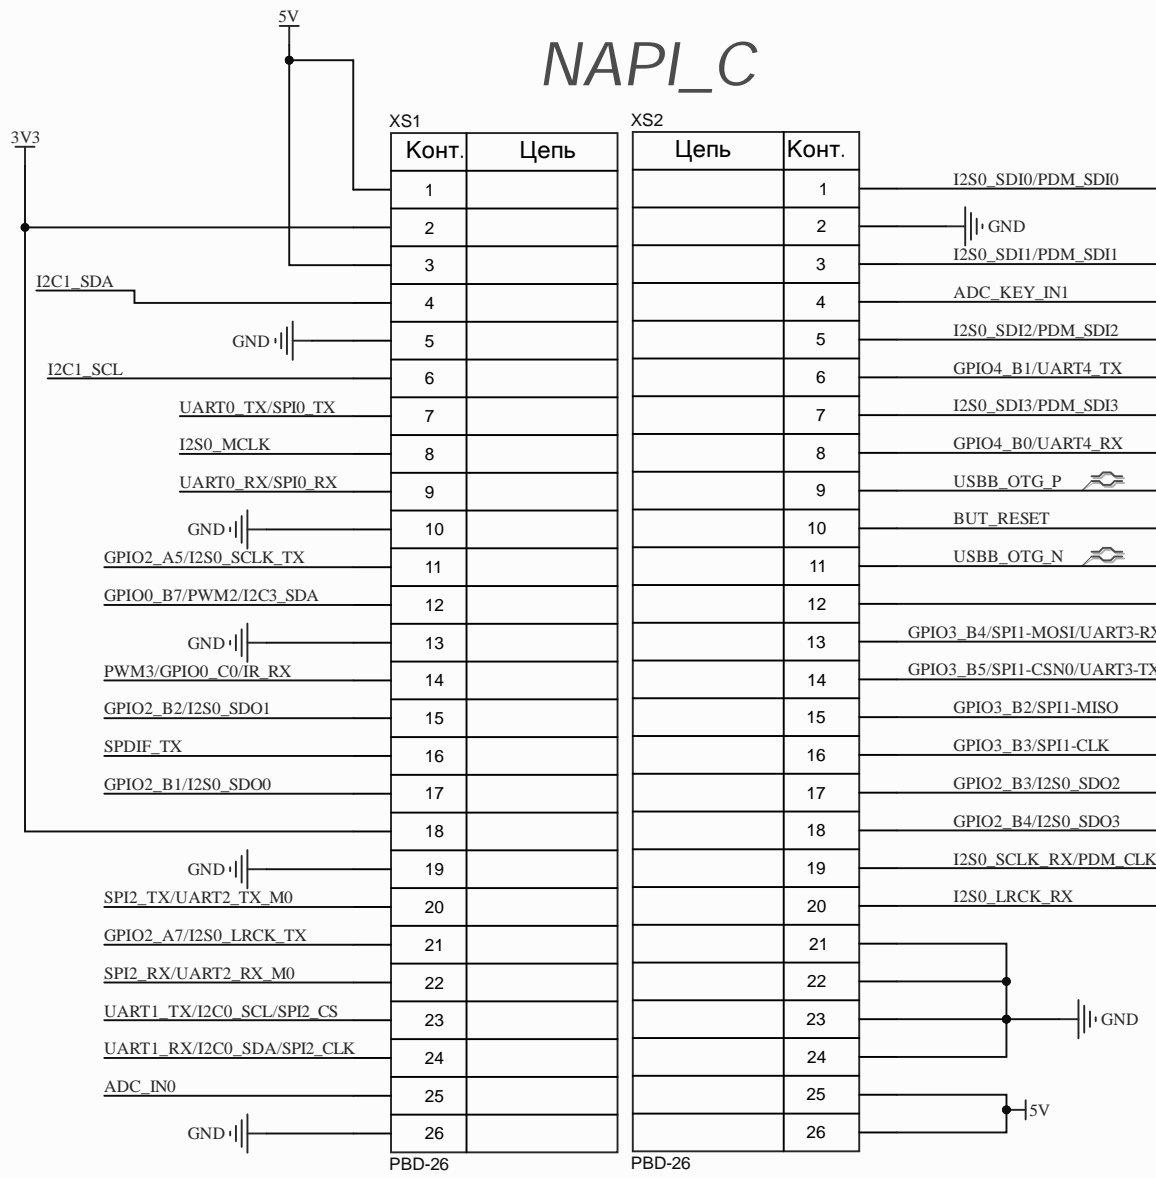 5V
NAPI_C
3V3
XS1
Конт. Цепь
1
2
3
I2C1_SDA 4
GND 5
I2C1_SCL 6
UART0_TX/SPI0_TX 7
I2S0_MCLK 8
UART0_RX/SPI0_RX 9
GND 10
GPIO2_A5/I2S0_SCLK_TX 11
GPIO0_B7/PWM2/I2C3_SDA 12
GND 13
PWM3/GPIO0_C0/IR_RX 14
GPIO2_B2/I2S0_SDO1 15
SPDIF_TX 16
GPIO2_B1/I2S0_SDO0 17
18
GND 19
SPI2_TX/UART2_TX_M0 20
GPIO2_A7/I2S0_LRCK_TX 21
SPI2_RX/UART2_RX_M0 22
UART1_TX/I2C0_SCL/SPI2_CS 23
UART1_RX/I2C0_SDA/SPI2_CLK 24
ADC_IN0 25
GND 26
PBD-26
XS2
Цепь Конт.
1 I2S0_SDI0/PDM_SDI0
2 GND
3 I2S0_SDI1/PDM_SDI1
4 ADC_KEY_IN1
5 I2S0_SDI2/PDM_SDI2
6 GPIO4_B1/UART4_TX
7 I2S0_SDI3/PDM_SDI3
8 GPIO4_B0/UART4_RX
9 USBB_OTG_P
10 BUT_RESET
11 USBB_OTG_N
12
13 GPIO3_B4/SPI1-MOSI/UART3-RX
14 GPIO3_B5/SPI1-CSN0/UART3-TX
15 GPIO3_B2/SPI1-MISO
16 GPIO3_B3/SPI1-CLK
17 GPIO2_B3/I2S0_SDO2
18 GPIO2_B4/I2S0_SDO3
19 I2S0_SCLK_RX/PDM_CLK
20 I2S0_LRCK_RX
21
22
23 GND
24
25
5V
26
PBD-26